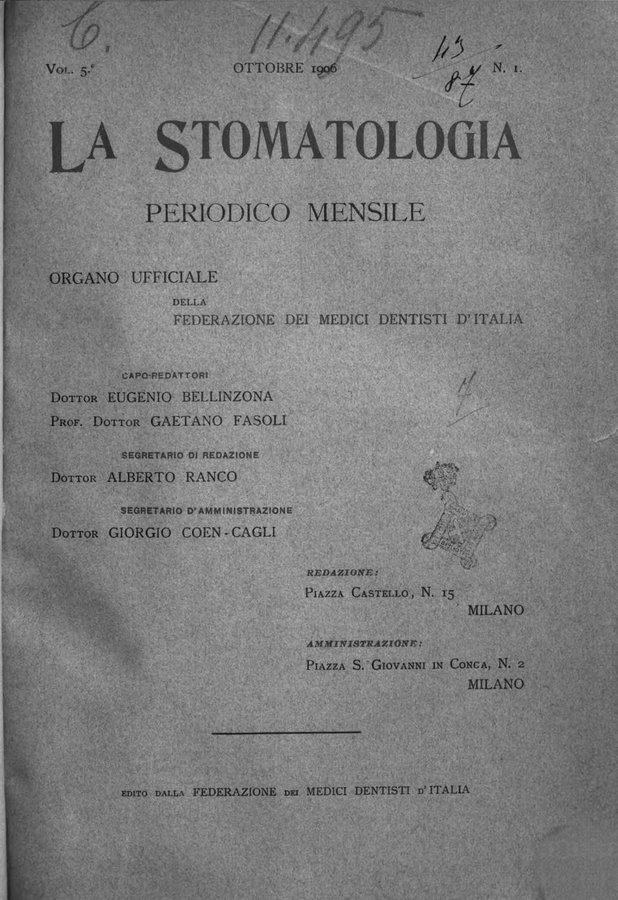 C. 11.495
43
87
VOL. 5.º OTTOBRE 1906 N. 1.
LA STOMATOLOGIA
PERIODICO MENSILE
ORGANO UFFICIALE
DELLA
FEDERAZIONE DEI MEDICI DENTISTI D'ITALIA
CAPO-REDATTORI
DOTTOR EUGENIO BELLINZONA
PROF. DOTTOR GAETANO FASOLI
SEGRETARIO DI REDAZIONE
DOTTOR ALBERTO RANCO
SEGRETARIO D'AMMINISTRAZIONE
DOTTOR GIORGIO COEN-CAGLI
REDAZIONE:
PIAZZA CASTELLO, N. 15
MILANO
AMMINISTRAZIONE:
PIAZZA S. GIOVANNI IN CONCA, N. 2
MILANO
EDITO DALLA FEDERAZIONE DEI MEDICI DENTISTI D'ITALIA